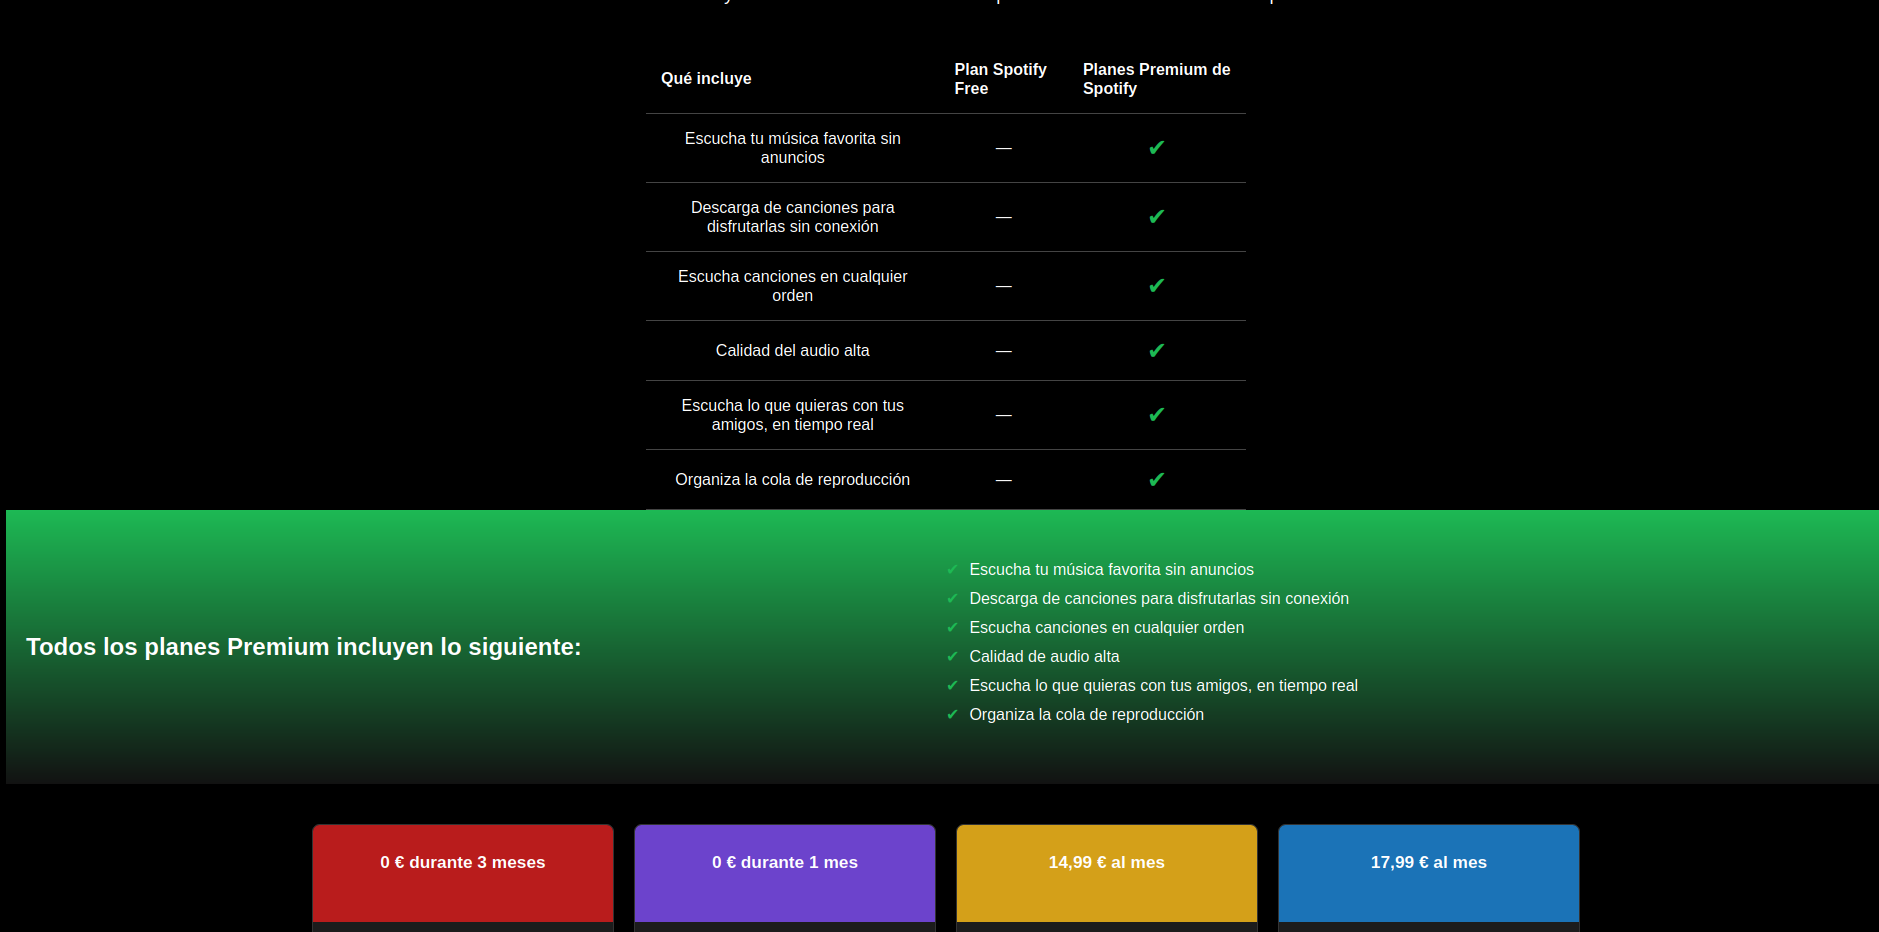 Qué incluye
Plan Spotify
Free
Planes Premium de
Spotify
Escucha tu música favorita sin
anuncios
—
✔
Descarga de canciones para
disfrutarlas sin conexión
—
✔
Escucha canciones en cualquier
orden
—
✔
Calidad del audio alta
—
✔
Escucha lo que quieras con tus
amigos, en tiempo real
—
✔
Organiza la cola de reproducción
—
✔
Todos los planes Premium incluyen lo siguiente:
✔ Escucha tu música favorita sin anuncios
✔ Descarga de canciones para disfrutarlas sin conexión
✔ Escucha canciones en cualquier orden
✔ Calidad de audio alta
✔ Escucha lo que quieras con tus amigos, en tiempo real
✔ Organiza la cola de reproducción
0 € durante 3 meses
0 € durante 1 mes
14,99 € al mes
17,99 € al mes